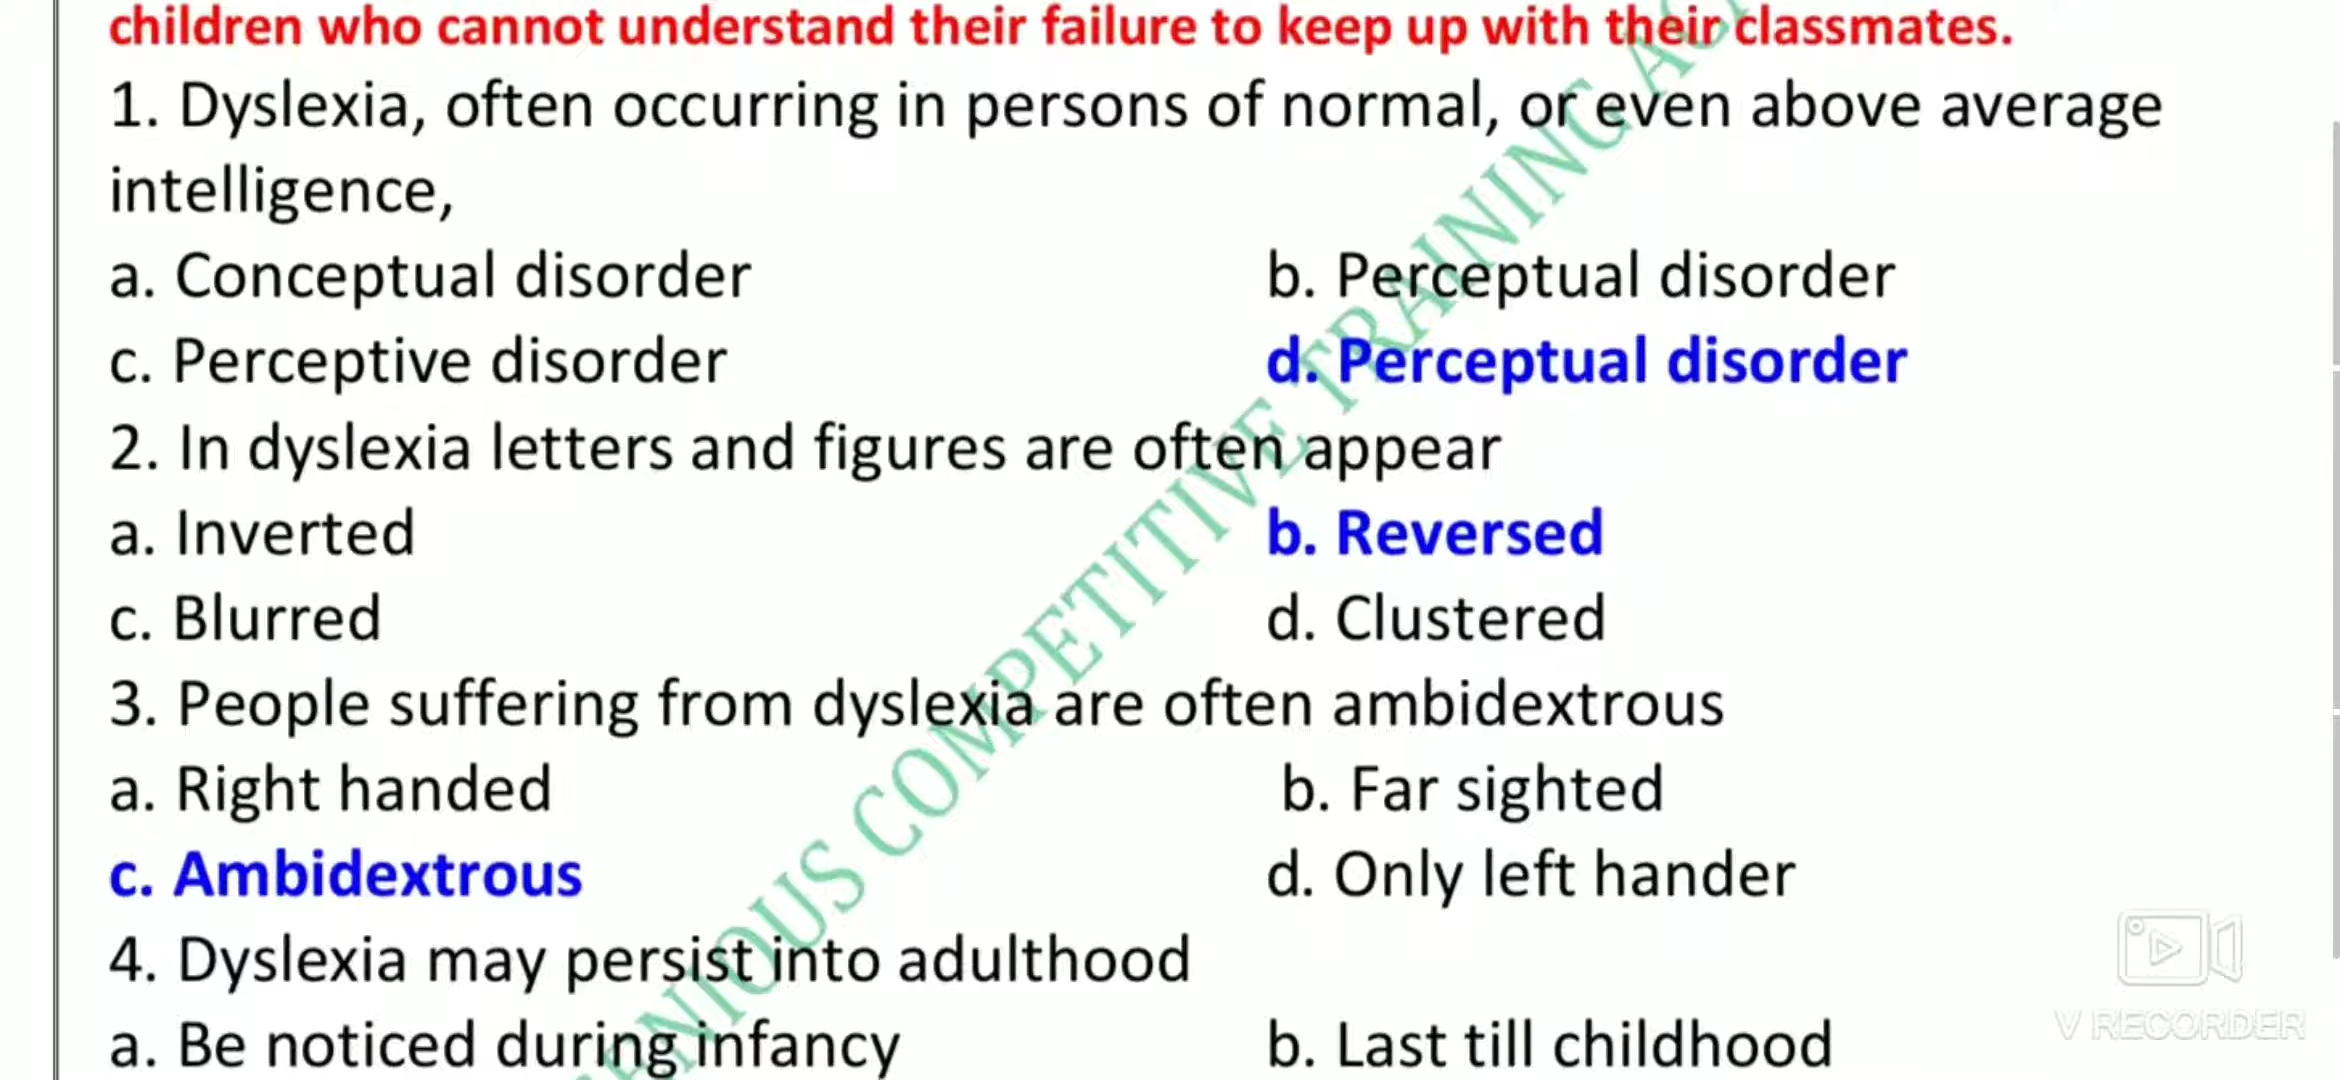 children who cannot understand their failure to keep up with their classmates.
1. Dyslexia, often occurring in persons of normal, or even above average
intelligence,
a. Conceptual disorder b. Perceptual disorder
c. Perceptive disorder d. Perceptual disorder
2. In dyslexia letters and figures are often appear
a. Inverted b. Reversed
c. Blurred d. Clustered
3. People suffering from dyslexia are often ambidextrous
a. Right handed b. Far sighted
c. Ambidextrous d. Only left hander
4. Dyslexia may persist into adulthood
a. Be noticed during infancy b. Last till childhood
COMPETITIVE TRAINING
V RECORDER